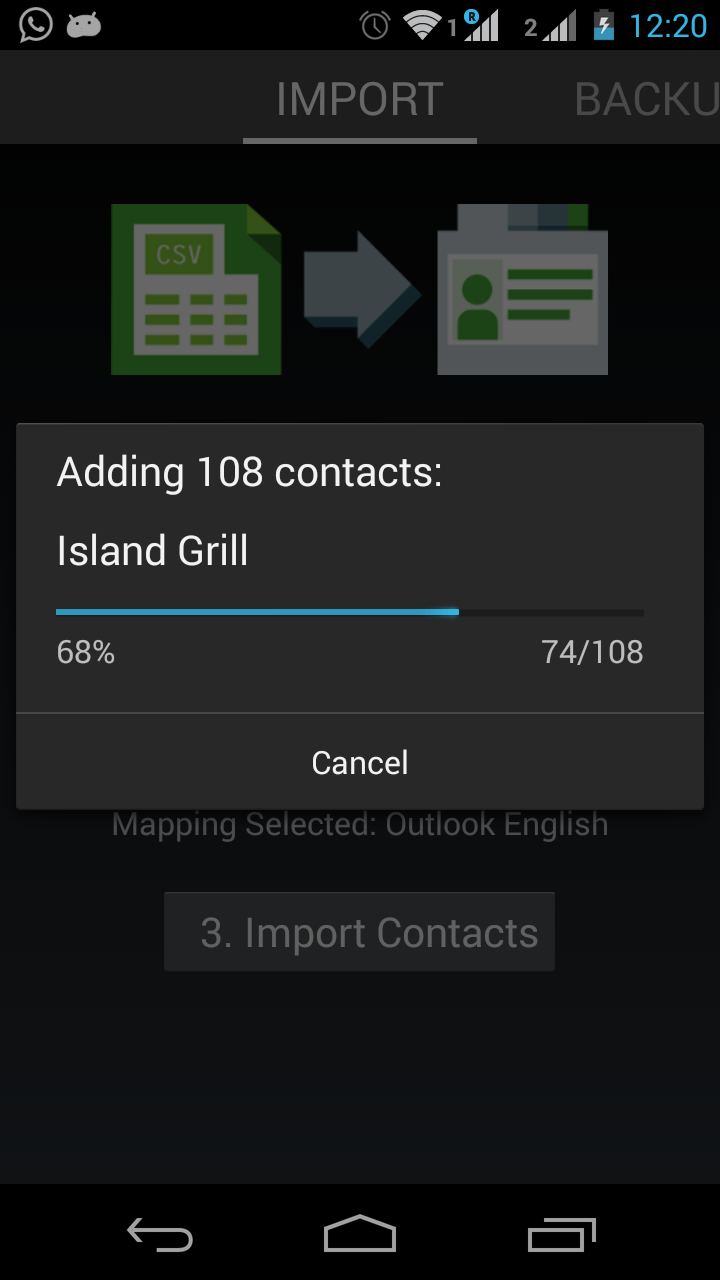 1 R 2 12:20
IMPORT BACKU
CSV
Adding 108 contacts:
Island Grill
68% 74/108
Cancel
Mapping Selected: Outlook English
3. Import Contacts